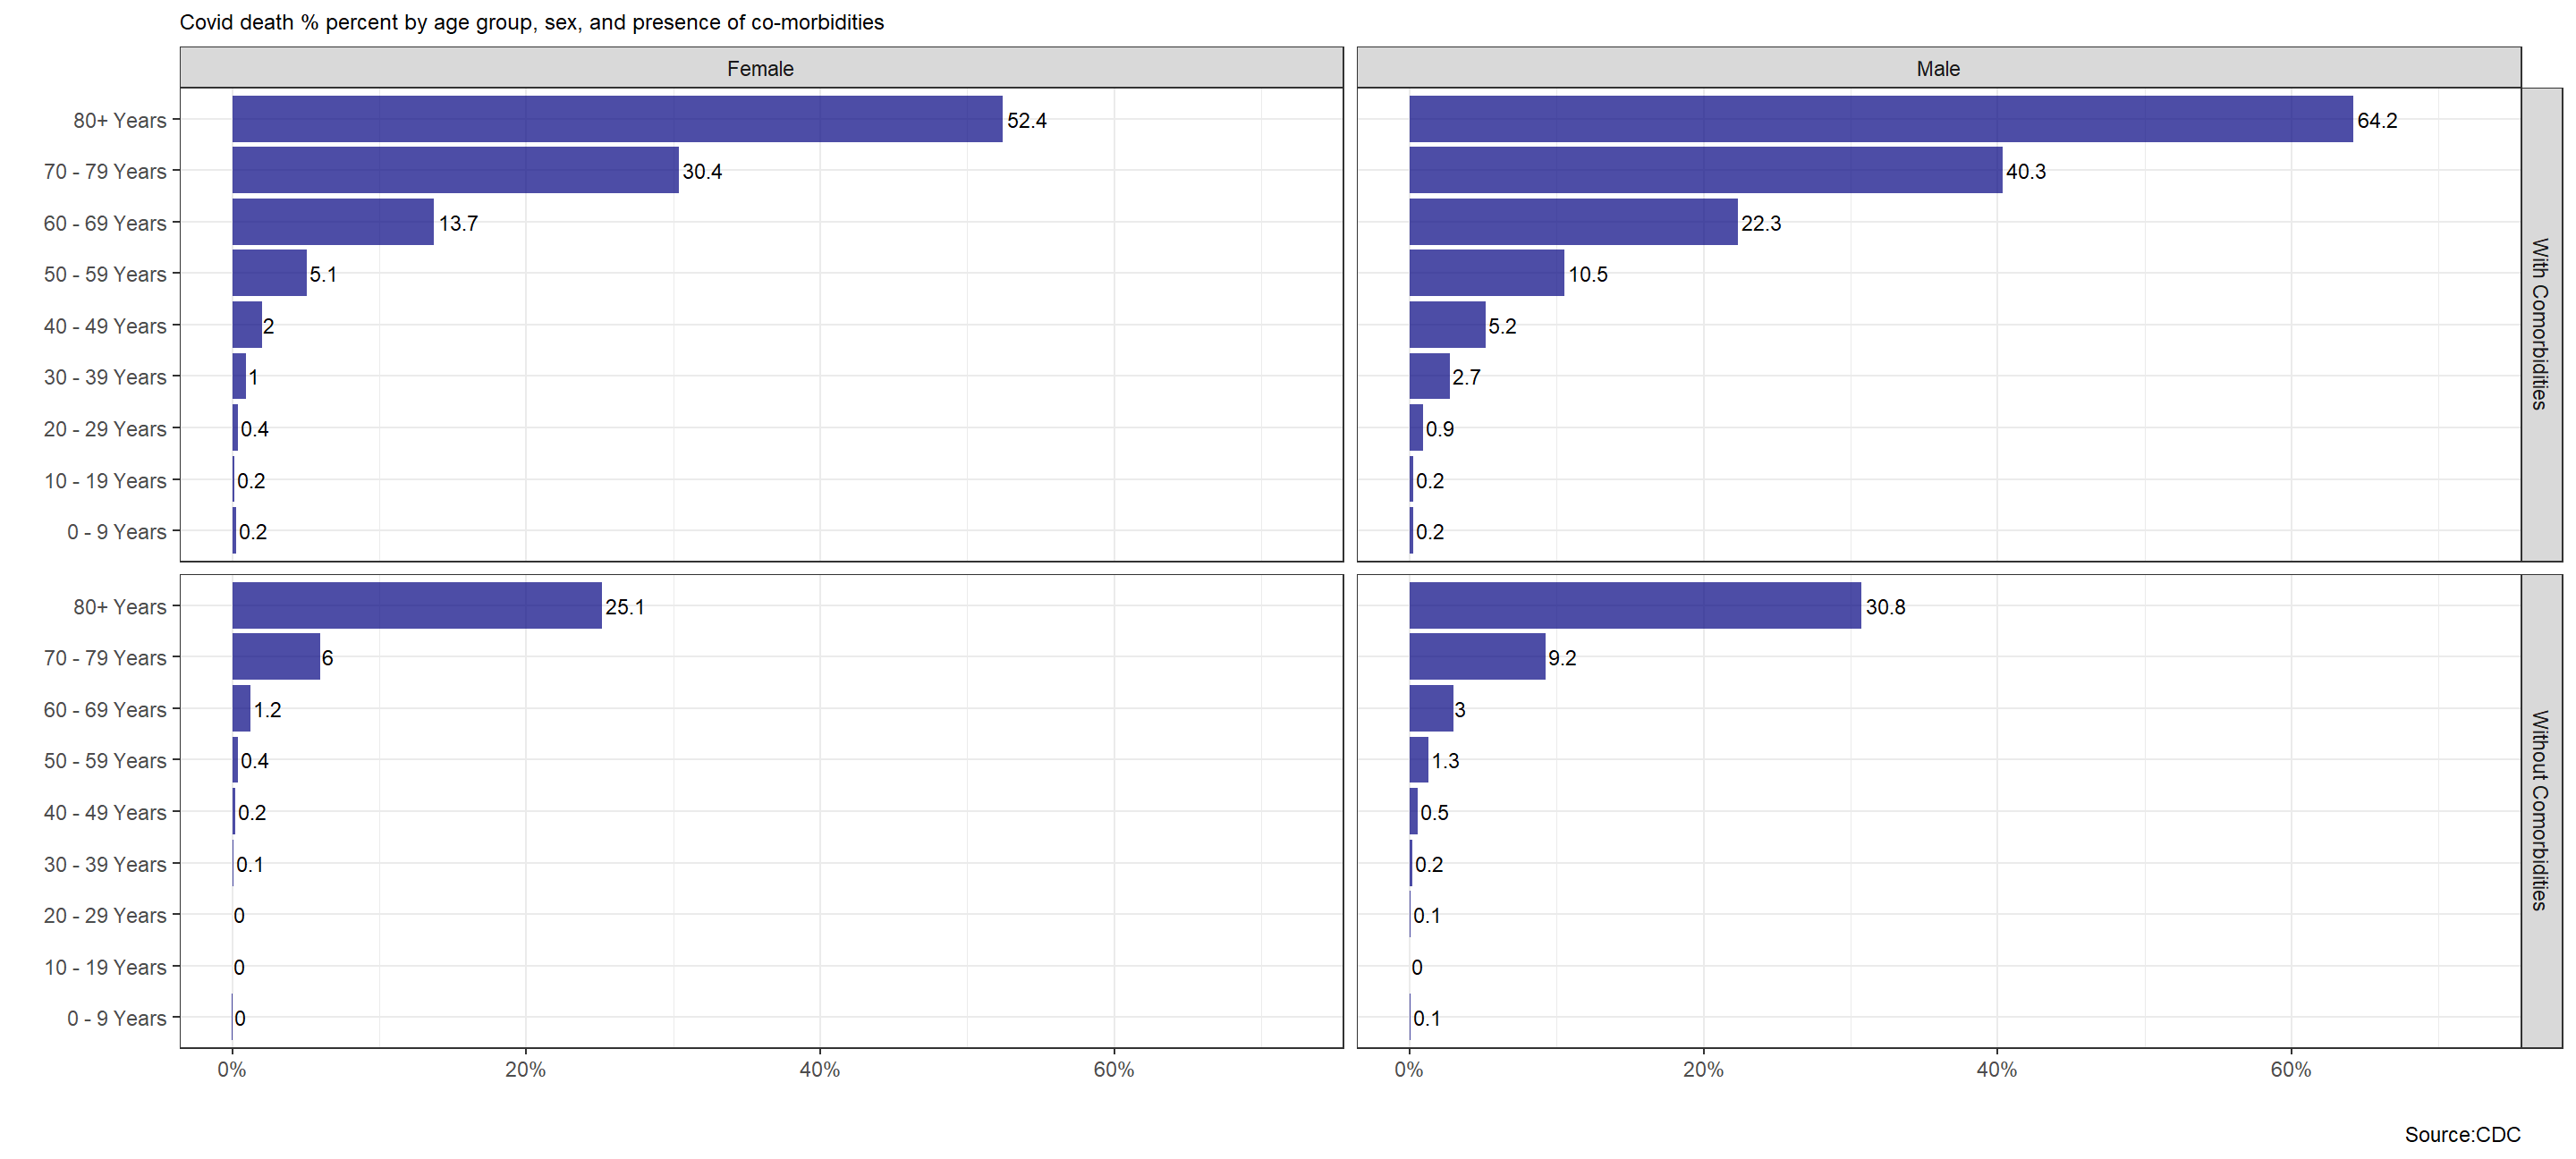 Covid death % percent by age group, sex, and presence of co-morbidities
Female
Male
80+ Years 52.4 64.2
70 - 79 Years 30.4 40.3
60 - 69 Years 13.7 22.3
50 - 59 Years 5.1 10.5
40 - 49 Years 2 5.2
30 - 39 Years 1 2.7
20 - 29 Years 0.4 0.9
10 - 19 Years 0.2 0.2
0 - 9 Years 0.2 0.2
With Comorbidities
80+ Years 25.1 30.8
70 - 79 Years 6 9.2
60 - 69 Years 1.2 3
50 - 59 Years 0.4 1.3
40 - 49 Years 0.2 0.5
30 - 39 Years 0.1 0.2
20 - 29 Years 0 0.1
10 - 19 Years 0 0
0 - 9 Years 0 0.1
Without Comorbidities
0% 20% 40% 60% 0% 20% 40% 60%
Source:CDC